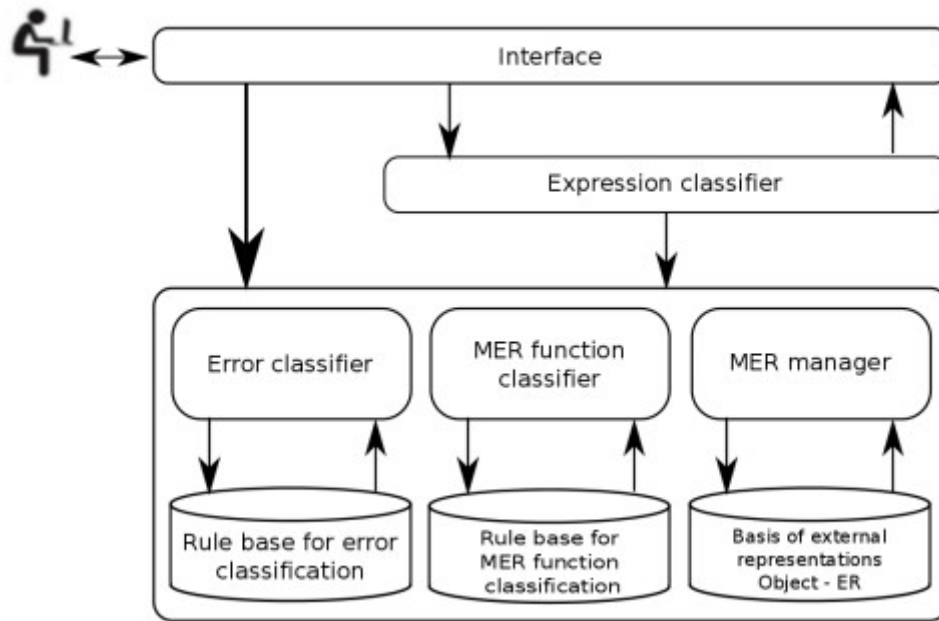 Interface
Expression classifier
Error classifier
MER function
classifier
MER manager
Rule base for error
classification
Rule base for
MER function
classification
Basis of external
representations
Object - ER